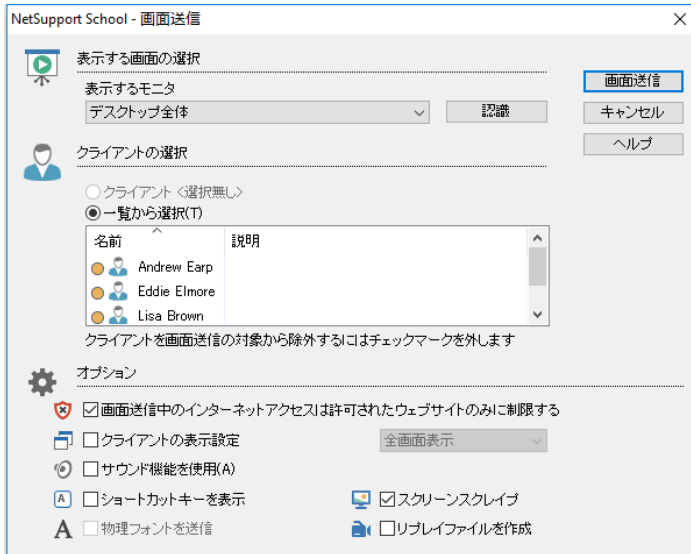 NetSupport School - 画面送信
表示する画面の選択
画面送信
表示するモニタ
デスクトップ全体
認識
キャンセル
ヘルプ
クライアントの選択
クライアント <選択無し>
一覧から選択(T)
名前 説明
Andrew Earp
Eddie Elmore
Lisa Brown
クライアントを画面送信の対象から除外するにはチェックマークを外します
オプション
画面送信中のインターネットアクセスは許可されたウェブサイトのみに制限する
クライアントの表示設定
全画面表示
サウンド機能を使用(A)
A ショートカットキーを表示
スクリーンスクレイプ
A 物理フォントを送信
リプレイファイルを作成